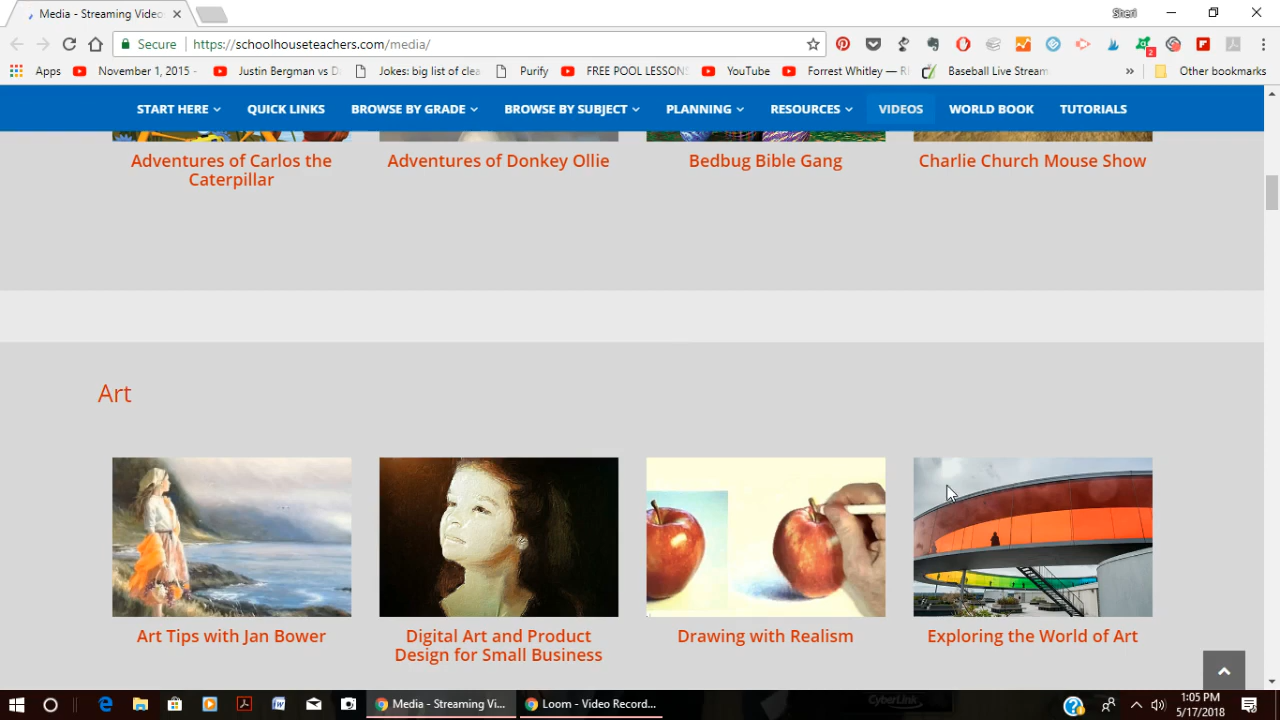 Media - Streaming Video
Sheri
Secure
https://schoolhouseteachers.com/media/
2
Apps
November 1, 2015 -
Justin Bergman vs D
Jokes: big list of clea
Purify
FREE POOL LESSONS
YouTube
Forrest Whitley —
Baseball Live Stream
»
Other bookmarks
START HERE
QUICK LINKS
BROWSE BY GRADE
BROWSE BY SUBJECT
PLANNING
RESOURCES
VIDEOS
WORLD BOOK
TUTORIALS
Adventures of Carlos the
Caterpillar
Adventures of Donkey Ollie
Bedbug Bible Gang
Charlie Church Mouse Show
Art
Art Tips with Jan Bower
Digital Art and Product
Design for Small Business
Drawing with Realism
Exploring the World of Art
Media - Streaming Vi...
Loom - Video Record...
CyberLink
1:05 PM
5/17/2018